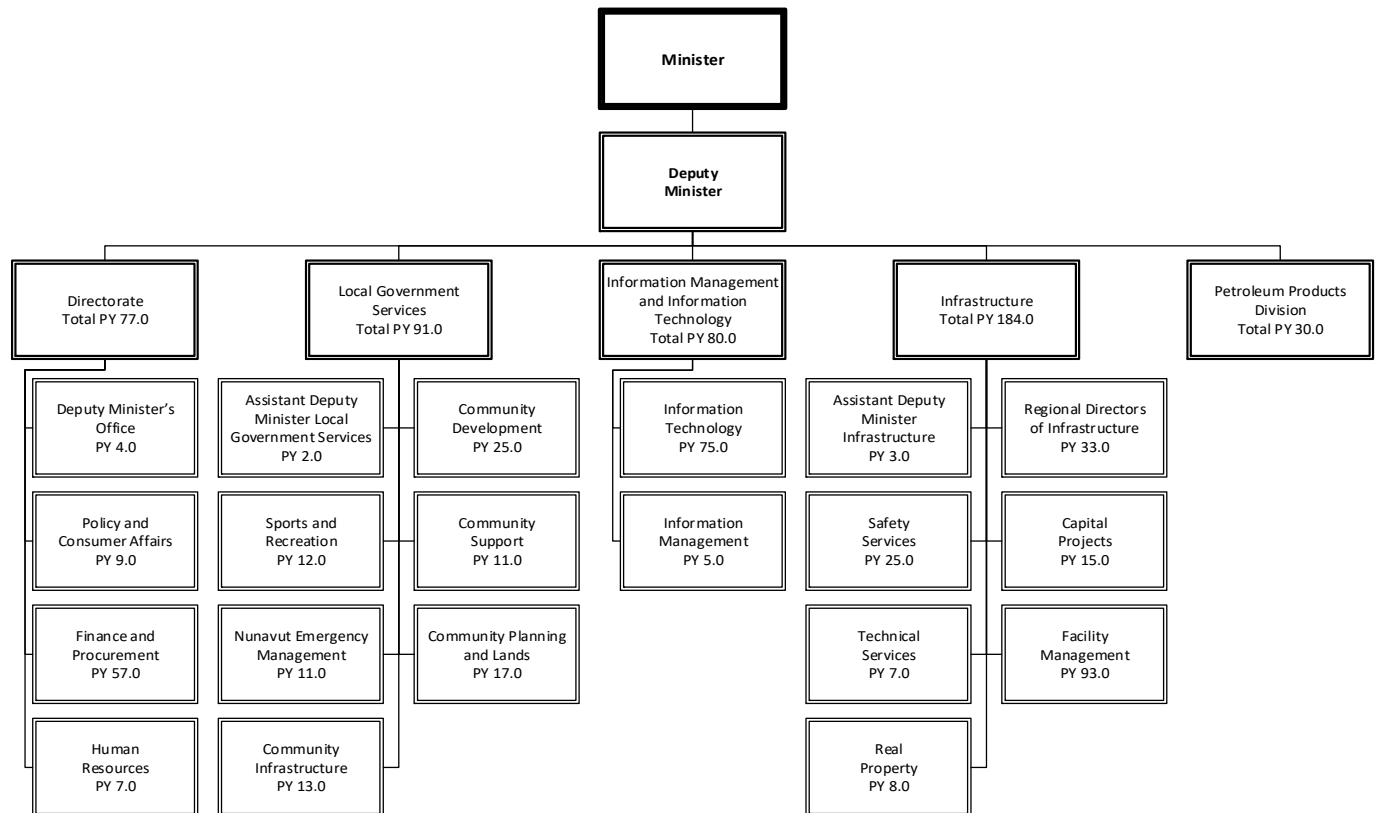 Minister
Deputy
Minister
Directorate
Total PY 77.0
Local Government
Services
Total PY 91.0
Information Management
and Information
Technology
Total PY 80.0
Infrastructure
Total PY 184.0
Petroleum Products
Division
Total PY 30.0
Deputy Minister’s
Office
PY 4.0
Policy and
Consumer Affairs
PY 9.0
Finance and
Procurement
PY 57.0
Human
Resources
PY 7.0
Assistant Deputy
Minister Local
Government Services
PY 2.0
Sports and
Recreation
PY 12.0
Nunavut Emergency
Management
PY 11.0
Community
Infrastructure
PY 13.0
Community
Development
PY 25.0
Community
Support
PY 11.0
Community Planning
and Lands
PY 17.0
Information
Technology
PY 75.0
Information
Management
PY 5.0
Assistant Deputy
Minister
Infrastructure
PY 3.0
Safety
Services
PY 25.0
Technical
Services
PY 7.0
Real
Property
PY 8.0
Regional Directors
of Infrastructure
PY 33.0
Capital
Projects
PY 15.0
Facility
Management
PY 93.0